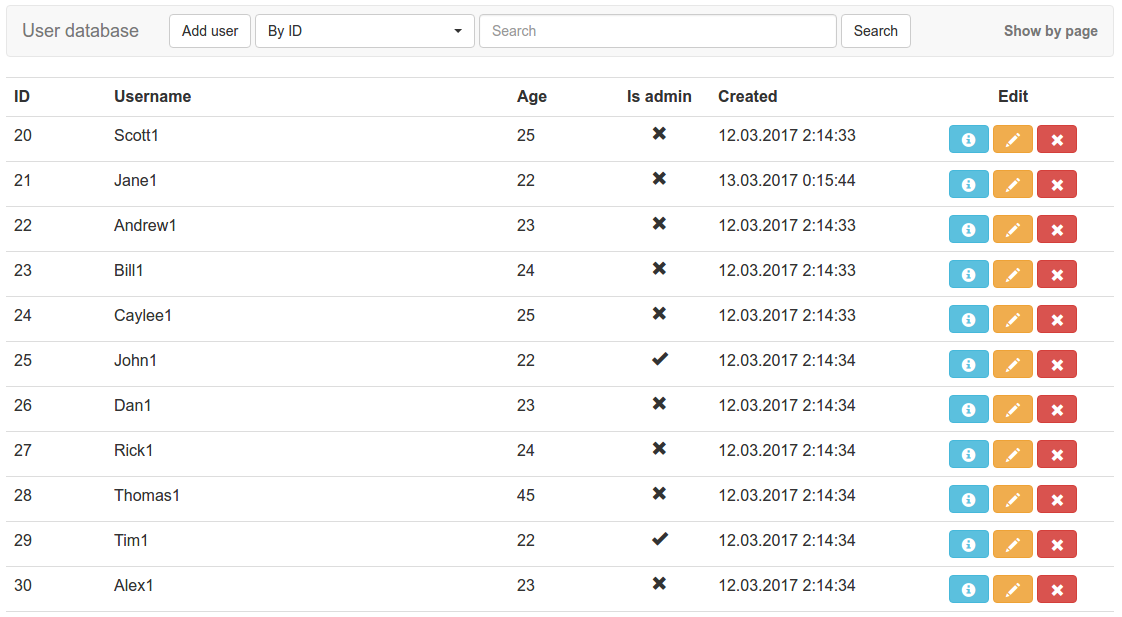 User database Add user By ID Search Search Show by page
ID Username Age Is admin Created Edit
20 Scott1 25 12.03.2017 2:14:33
21 Jane1 22 13.03.2017 0:15:44
22 Andrew1 23 12.03.2017 2:14:33
23 Bill1 24 12.03.2017 2:14:33
24 Caylee1 25 12.03.2017 2:14:33
25 John1 22 12.03.2017 2:14:34
26 Dan1 23 12.03.2017 2:14:34
27 Rick1 24 12.03.2017 2:14:34
28 Thomas1 45 12.03.2017 2:14:34
29 Tim1 22 12.03.2017 2:14:34
30 Alex1 23 12.03.2017 2:14:34